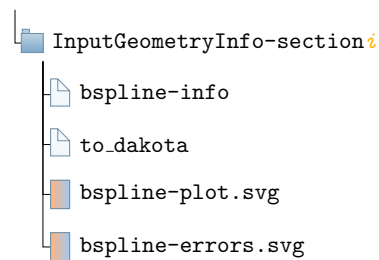 InputGeometryInfo-section i
bspline-info
to_dakota
bspline-plot.svg
bspline-errors.svg